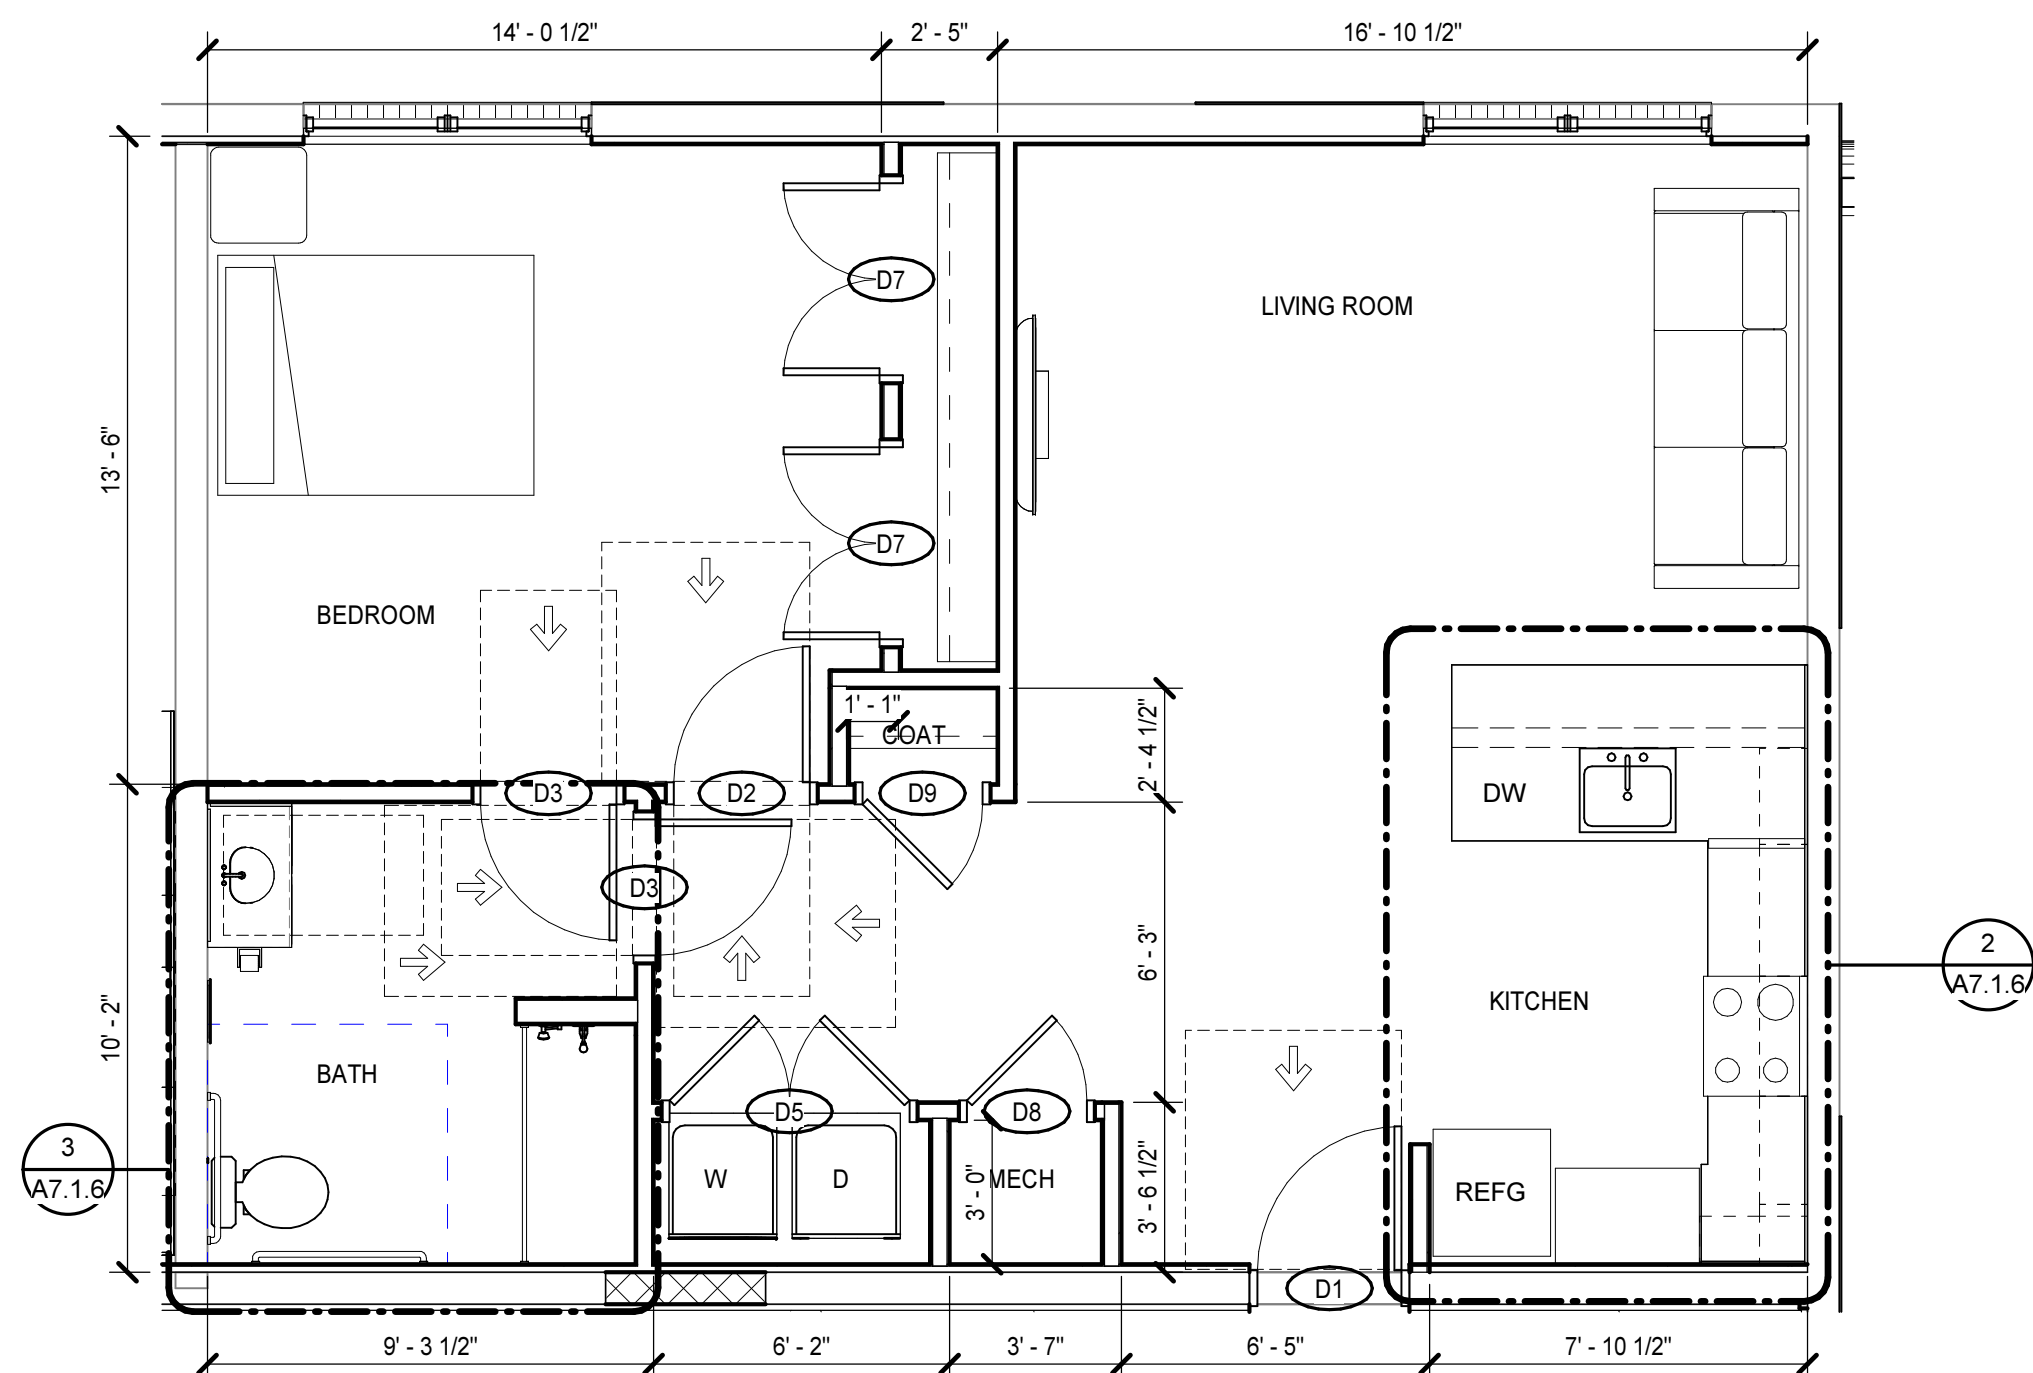 14' - 0 1/2"
2' - 5"
16' - 10 1/2"
D7
LIVING ROOM
13' - 6"
D7
BEDROOM
1' - 1"
COAT
2' - 4 1/2"
D3
D2
D9
DW
D3
6' - 3"
2
A7.1.6
KITCHEN
10' - 2"
BATH
D5
D8
3
A7.1.6
W
D
3' - 0"
MECH
3' - 6 1/2"
REFG
D1
9' - 3 1/2"
6' - 2"
3' - 7"
6' - 5"
7' - 10 1/2"